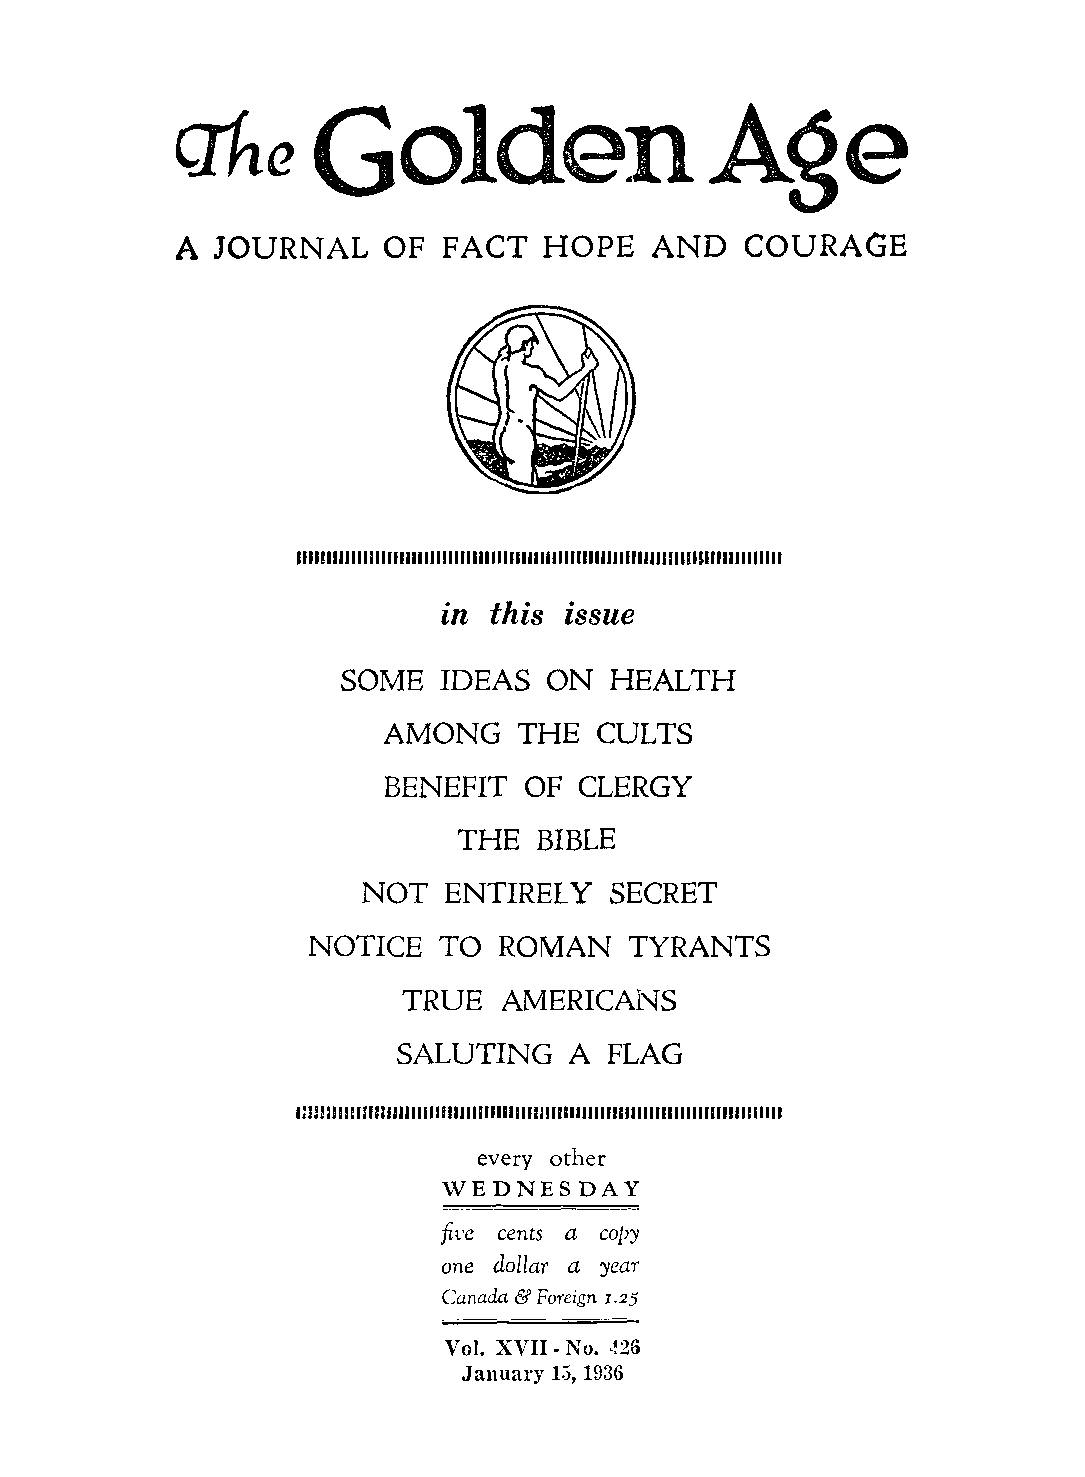 The Golden Age
A JOURNAL OF FACT HOPE AND COURAGE
in this issue
SOME IDEAS ON HEALTH
AMONG THE CULTS
BENEFIT OF CLERGY
THE BIBLE
NOT ENTIRELY SECRET
NOTICE TO ROMAN TYRANTS
TRUE AMERICANS
SALUTING A FLAG
every other
WEDNESDAY
five cents a copy
one dollar a year
Canada & Foreign 1.25
Vol. XVII - No. 426
January 15, 1936